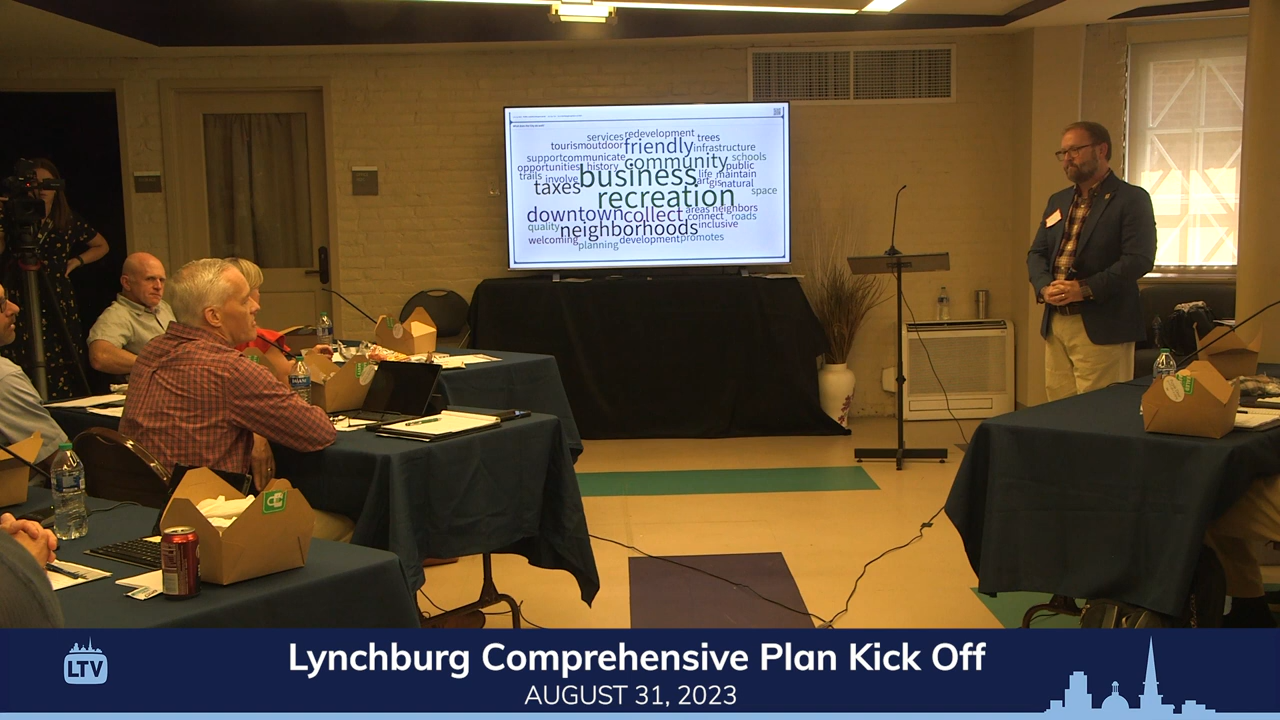 services redevelopment trees
tourism outdoor friendly infrastructure
support communicate community schools
opportunities history public
trails involve business life maintain
taxes art gis natural
recreation space
downtown collect areas neighbors
quality connect roads
neighborhoods inclusive
welcoming planning development promotes
LTV
Lynchburg Comprehensive Plan Kick Off
AUGUST 31, 2023